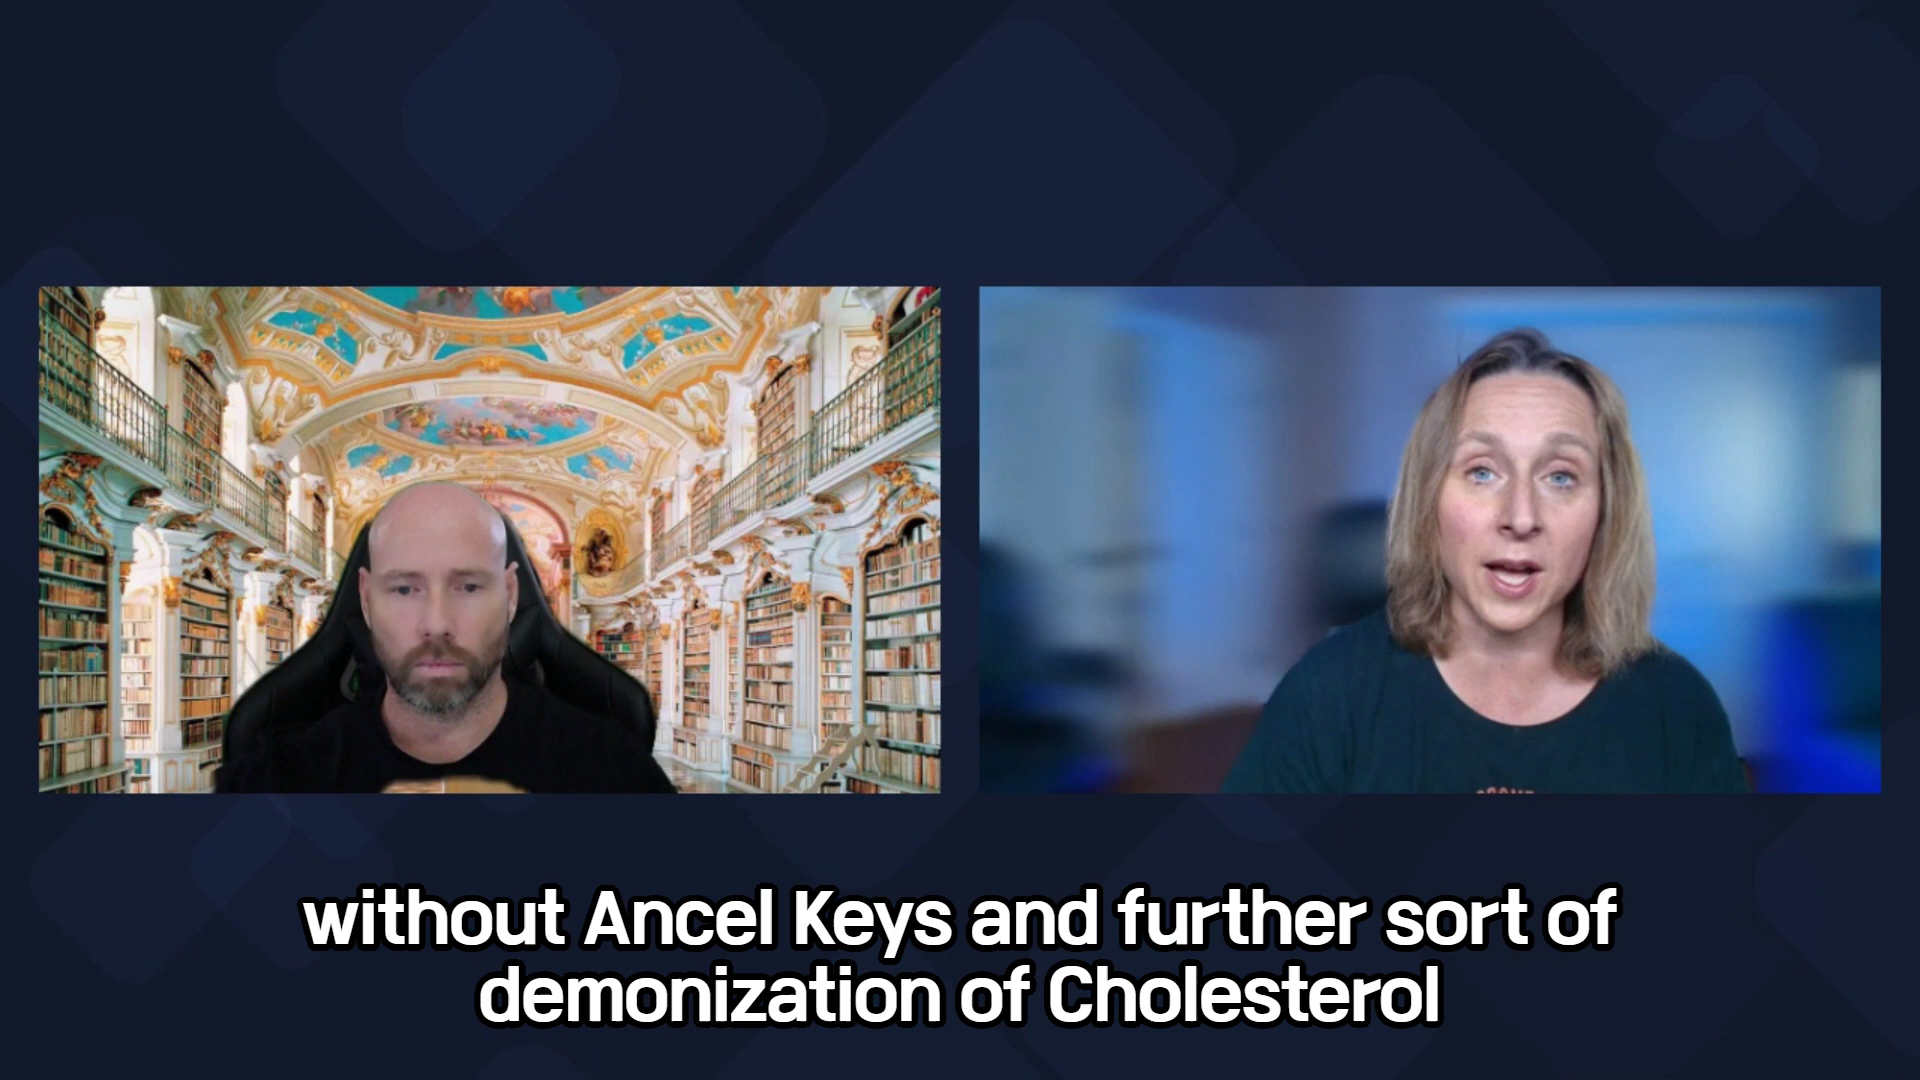 without Ancel Keys and further sort of
demonization of Cholesterol